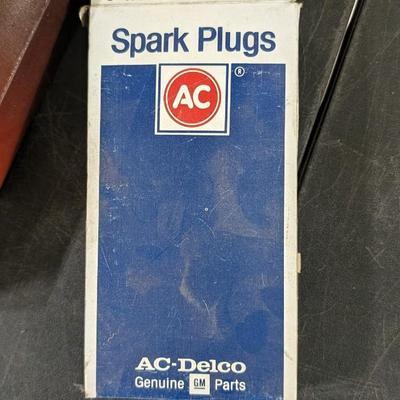 Spark Plugs
AC ®
AC-Delco
Genuine GM Parts